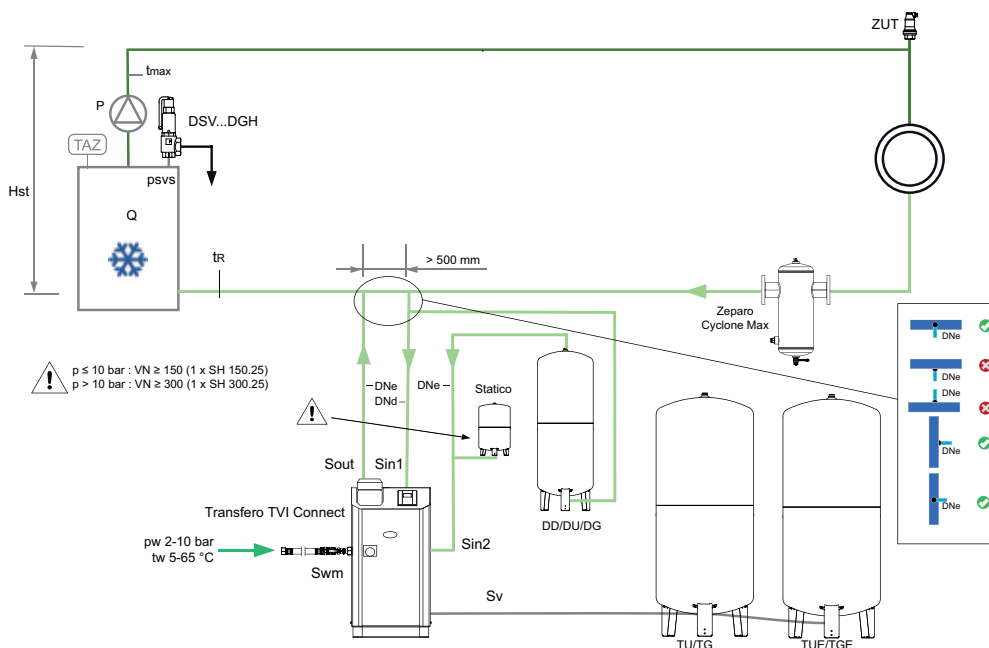 ZUT
tmax
P
DSV...DGH
TAZ
psvs
Hst
Q
tR
> 500 mm
Zeparo
Cyclone Max
DNe
DNe
DNe
DNe
DNe
p ≤ 10 bar : VN ≥ 150 (1 x SH 150.25)
p > 10 bar : VN ≥ 300 (1 x SH 300.25)
DNe
DNd
DNe
Statico
Sout
Sin1
Transfero TVI Connect
DD/DU/DG
pw 2-10 bar
tw 5-65 °C
Sin2
Swm
Sv
TU/TG
TUE/TGE